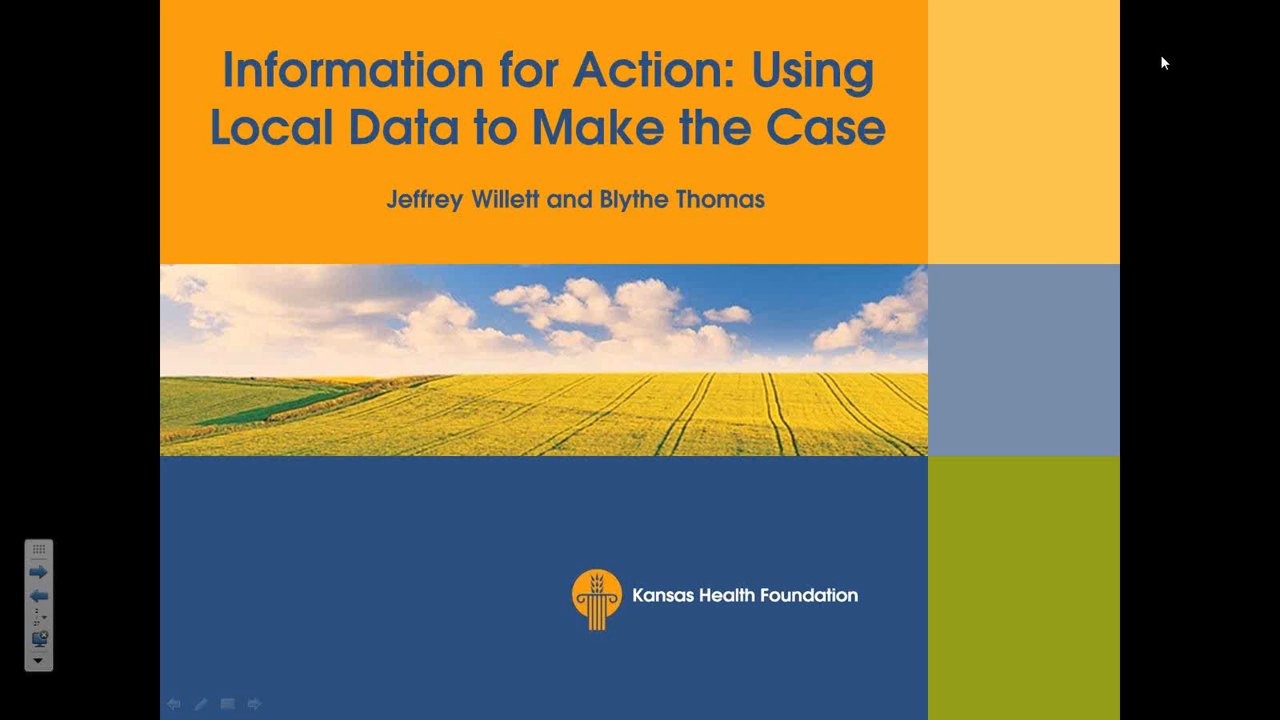 Information for Action: Using
Local Data to Make the Case
Jeffrey Willett and Blythe Thomas
Kansas Health Foundation